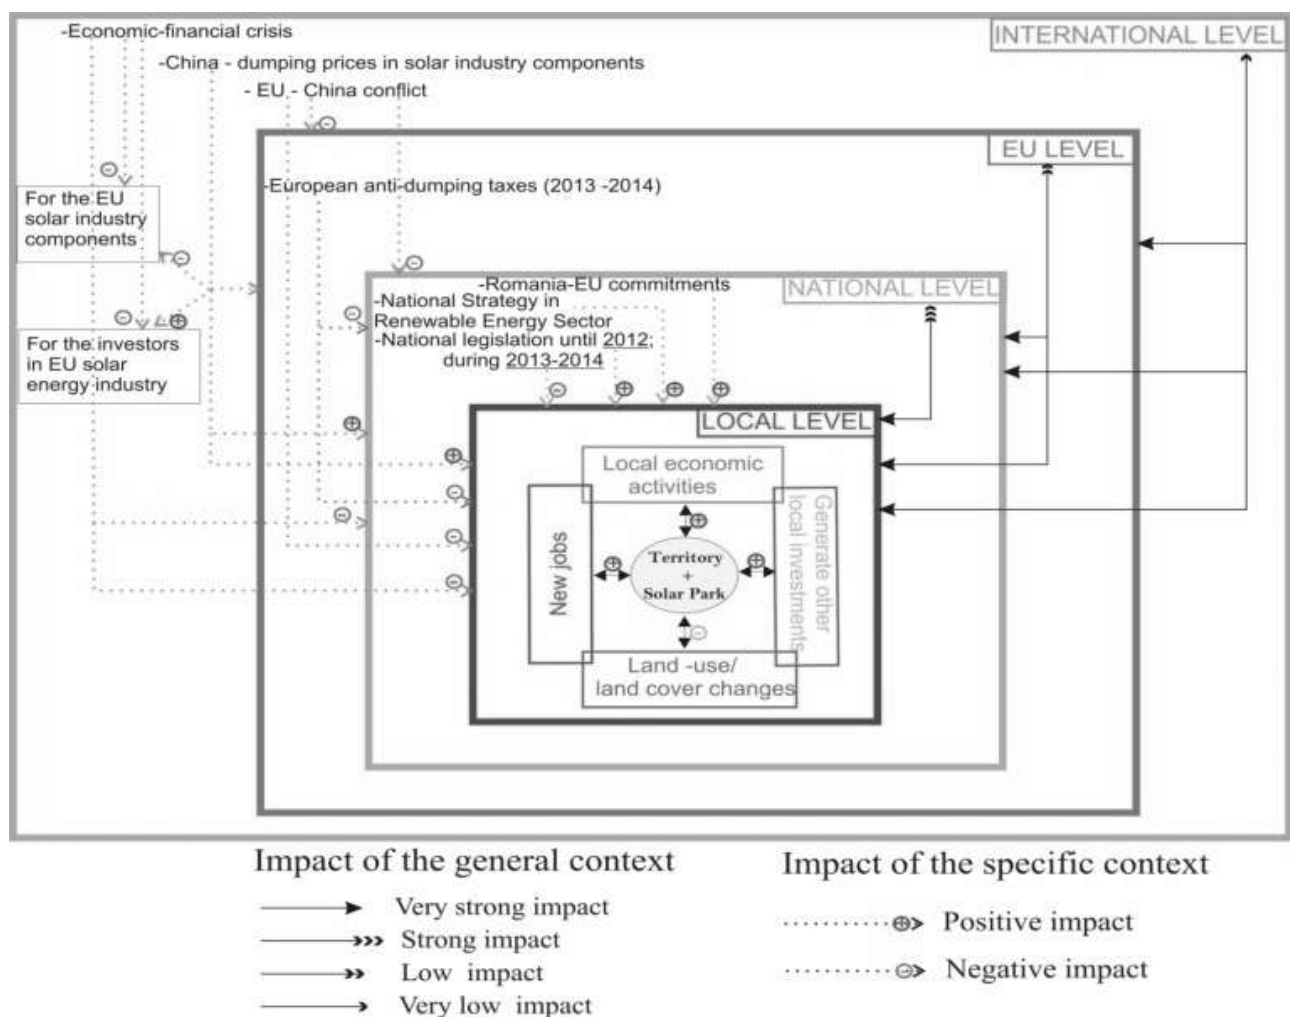 -Economic-financial crisis
INTERNATIONAL LEVEL
-China - dumping prices in solar industry components
- EU - China conflict
EU LEVEL
-European anti-dumping taxes (2013 -2014)
For the EU
solar industry
components
-Romania-EU commitments
NATIONAL LEVEL
-National Strategy in
Renewable Energy Sector
-National legislation until 2012;
during 2013-2014
For the investors
in EU solar
energy industry
LOCAL LEVEL
Local economic
activities
New jobs
Territory
+
Solar Park
Generate other
local investments
Land -use/
land cover changes
Impact of the general context
Very strong impact
Strong impact
Low impact
Very low impact
Impact of the specific context
Positive impact
Negative impact